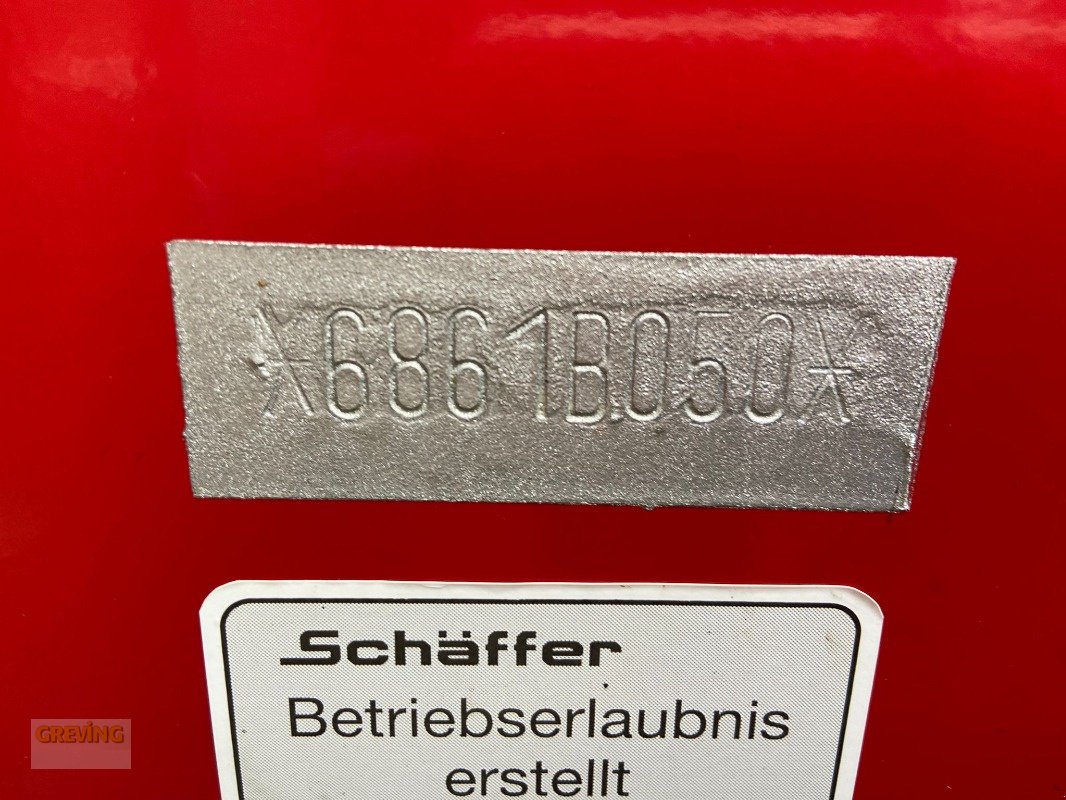 *6861B050*
Schäffer
Betriebserlaubnis
erstellt
GREVING